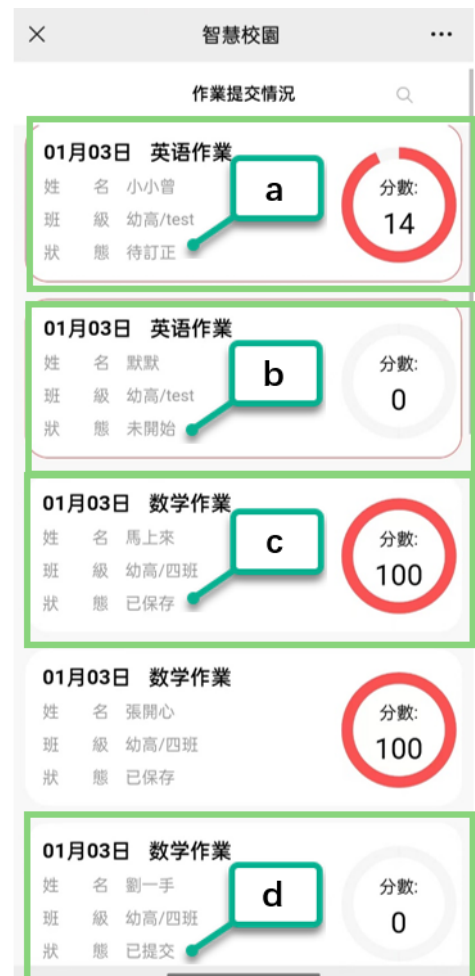 智慧校園
作業提交情況
01月03日 英语作業
姓 名 小小曾
班 級 幼高/test
狀 態 待訂正
分數:
14
a
01月03日 英语作業
姓 名 默默
班 級 幼高/test
狀 態 未開始
分數:
0
b
01月03日 数学作業
姓 名 馬上來
班 級 幼高/四班
狀 態 已保存
分數:
100
c
01月03日 数学作業
姓 名 張開心
班 級 幼高/四班
狀 態 已保存
分數:
100
01月03日 数学作業
姓 名 劉一手
班 級 幼高/四班
狀 態 已提交
分數:
0
d